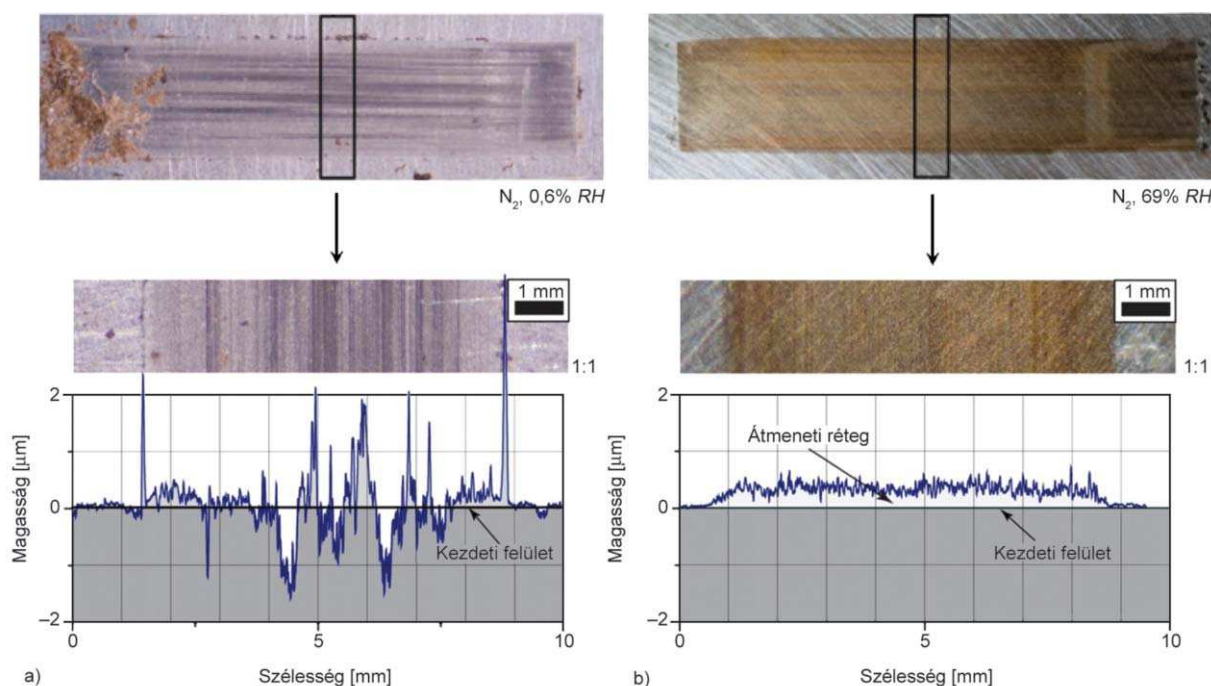 N₂, 0,6% RH
N₂, 69% RH
1 mm
1:1
1 mm
1:1
Magasság [μm]
2
0
–2
Kezdeti felület
0
5
10
Szélesség [mm]
a)
Magasság [μm]
2
0
–2
Átmeneti réteg
Kezdeti felület
0
5
10
Szélesség [mm]
b)